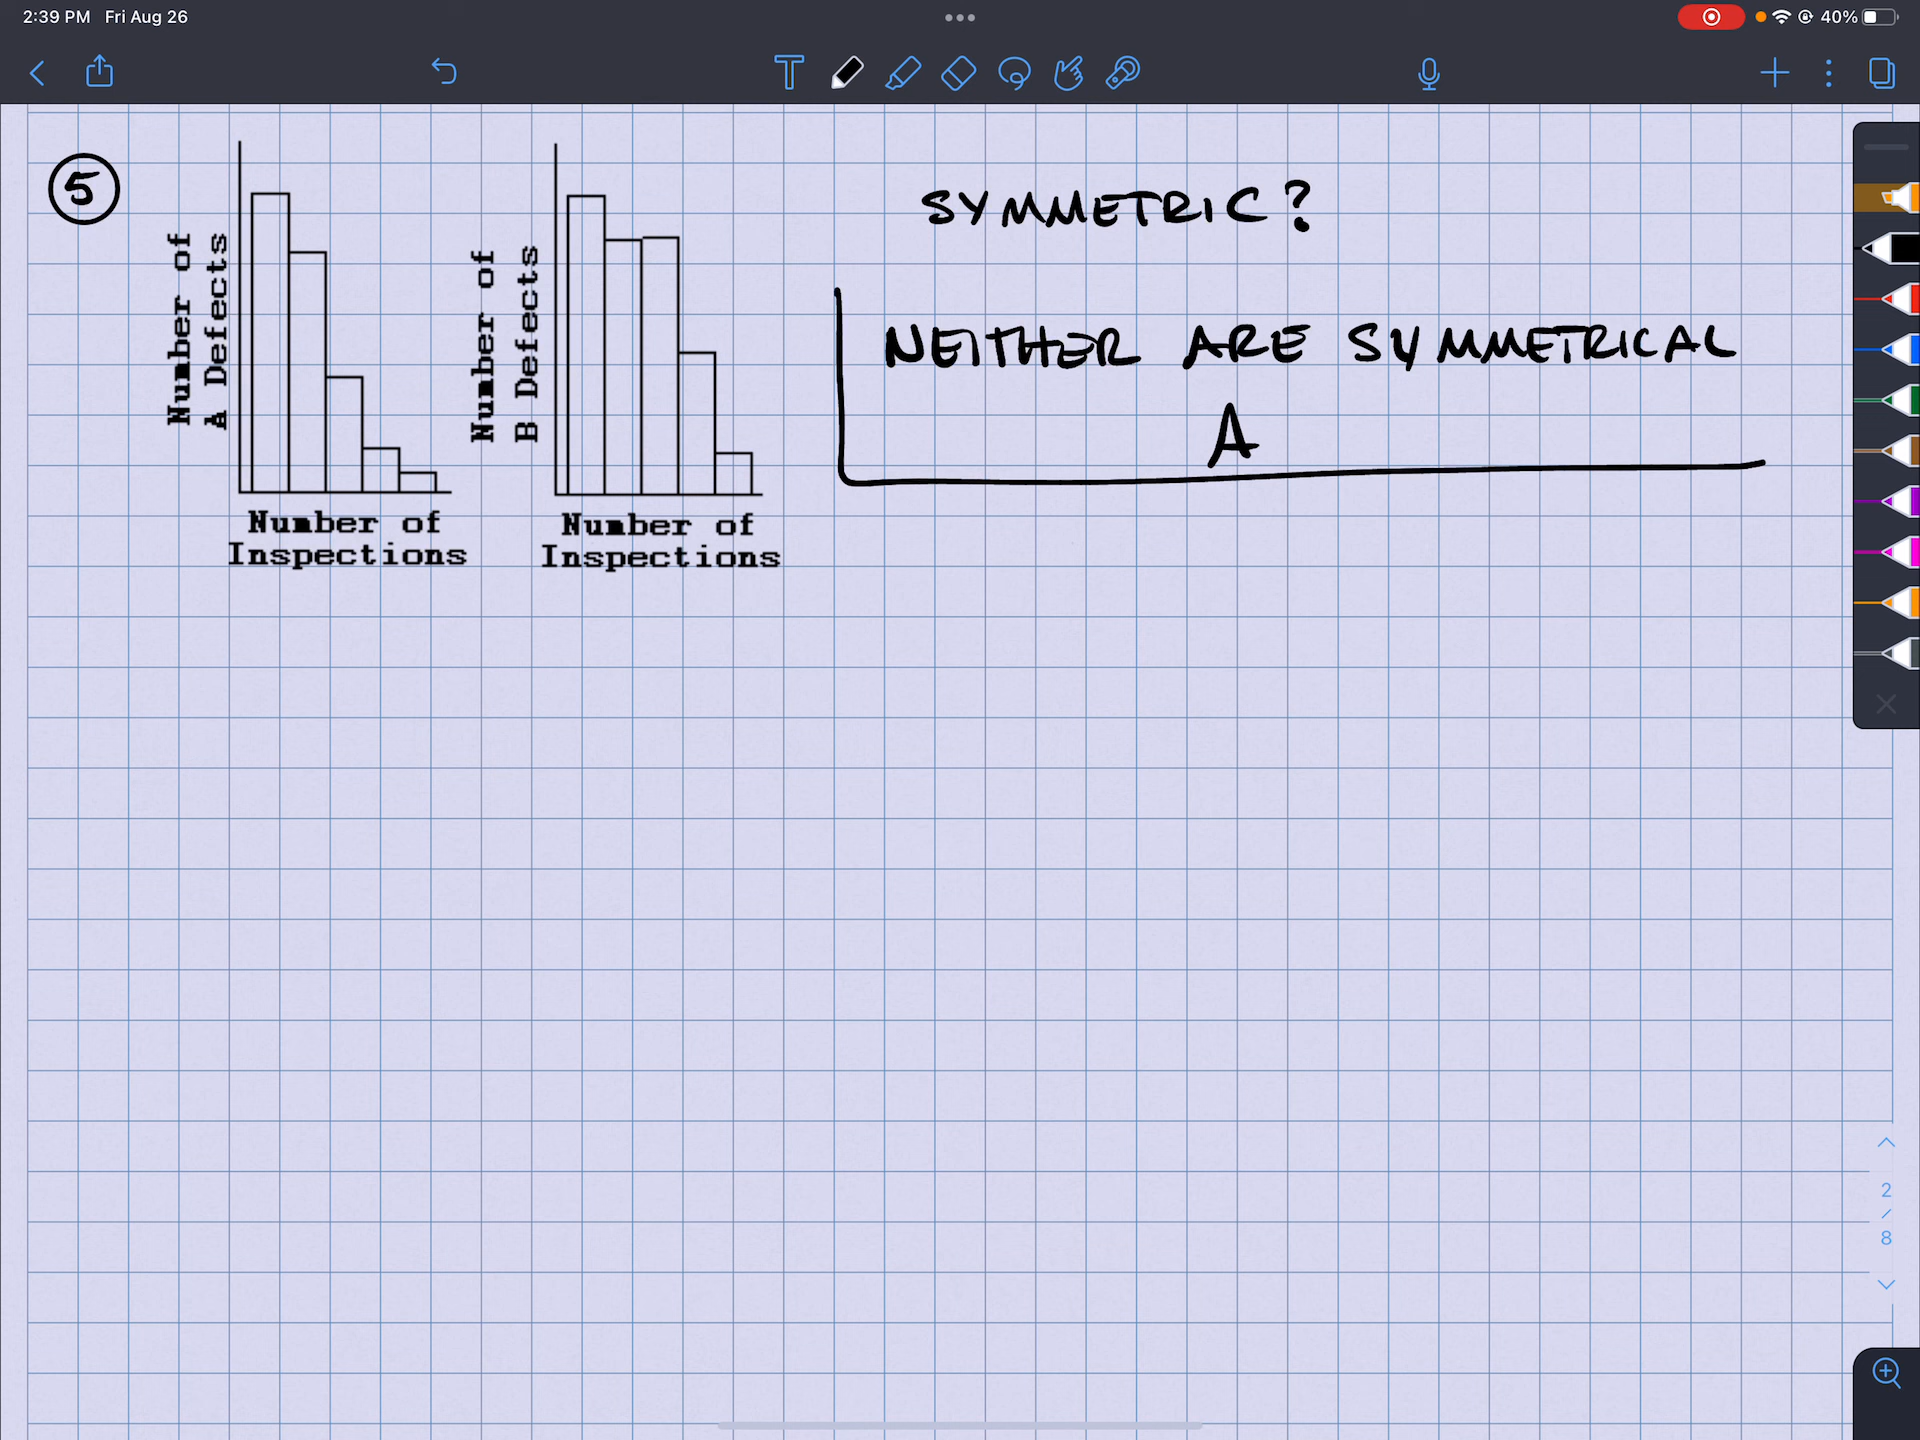 2:39 PM Fri Aug 26
40%
T
5
Number of
A Defects
Number of
Inspections
Number of
B Defects
Number of
Inspections
SYMMETRIC?
NEITHER ARE SYMMETRICAL
A
2
/
8